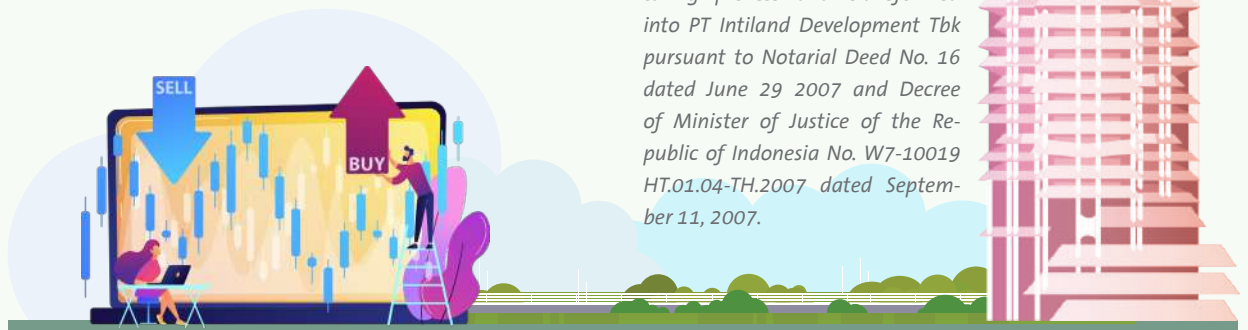 SELL
BUY
into PT Intiland Development Tbk
pursuant to Notarial Deed No. 16
dated June 29 2007 and Decree
of Minister of Justice of the Re-
public of Indonesia No. W7-10019
HT.01.04-TH.2007 dated Septem-
ber 11, 2007.